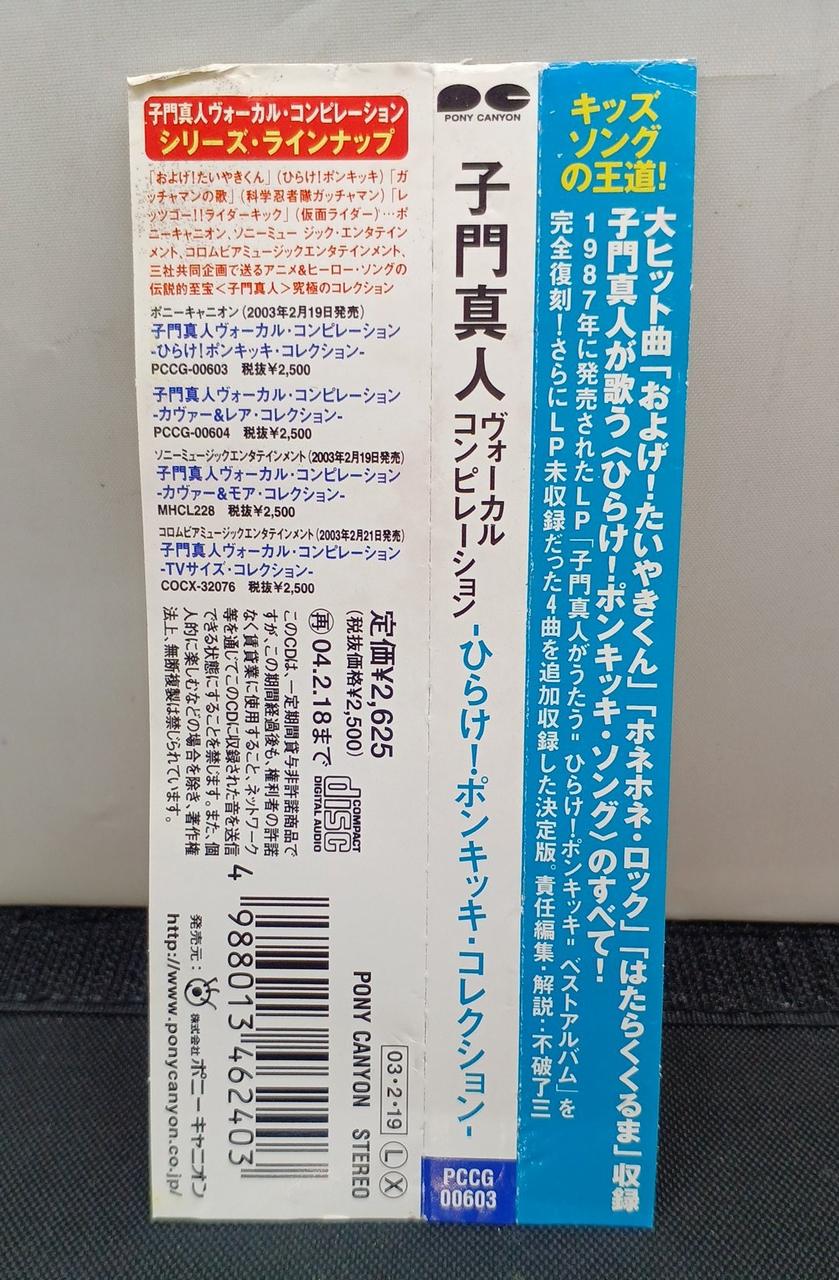 子門真人ヴォーカル・コンピレーション
シリーズ・ラインナップ
「およげ!たいやきくん」(ひらけ!ポンキッキ)「ガ
ッチャマンの歌」(科学忍者隊ガッチャマン)「レ
ッツゴー!!ライダーキック」(仮面ライダー)…ポ
ニーキャニオン、ソニーミュー ジック・エンタテイン
メント、コロムビアミュージックエンタテインメント、
三社共同企画で送るアニメ&ヒーロー・ソングの
伝説的至宝<子門真人>究極のコレクション
ポニーキャニオン(2003年2月19日発売)
子門真人ヴォーカル・コンピレーション
-ひらけ!ポンキッキ・コレクション-
PCCG-00603 税抜¥2,500
子門真人ヴォーカル・コンピレーション
-カヴァー&レア・コレクション-
PCCG-00604 税抜¥2,500
ソニーミュージックエンタテインメント(2003年2月19日発売)
子門真人ヴォーカル・コンピレーション
-カヴァー&モア・コレクション-
MHCL228 税抜¥2,500
コロムビアミュージックエンタテインメント(2003年2月21日発売)
子門真人ヴォーカル・コンピレーション
-TVサイズ・コレクション-
COCX-32076 税抜¥2,500
定価¥2,625
(税抜価格¥2,500)
再 04.2.18まで
COMPACT
disc
DIGITAL AUDIO
このCDは、一定期間貸与非許諾商品で
すが、この期間経過後も、権利者の許諾
なく賃貸業に使用すること、ネットワーク
等を通じてこのCDに収録された音を送信
できる状態にすることを禁じます。また、個
人的に楽しむなどの場合を除き、著作権
法上、無断複製は禁じられています。
03・2・19 L X
PONY CANYON STEREO
4 988013 462403
発売元: 株式会社ポニーキャニオン
http://www.ponycanyon.co.jp/
PONY CANYON
子門真人
ヴォーカル
コンピレーション
-ひらけ!ポンキッキ・コレクション-
PCCG
00603
キッズ
ソング
の王道!
大ヒット曲「およげ!たいやきくん」「ホネホネ・ロック」「はたらくくるま」収録
子門真人が歌う〈ひらけ!ポンキッキ・ソング〉のすべて!
1987年に発売されたLP「子門真人がうたう〝ひらけ!ポンキッキ〟ベストアルバム」を
完全復刻!さらにLP未収録だった4曲を追加収録した決定版。責任編集・解説:不破了三